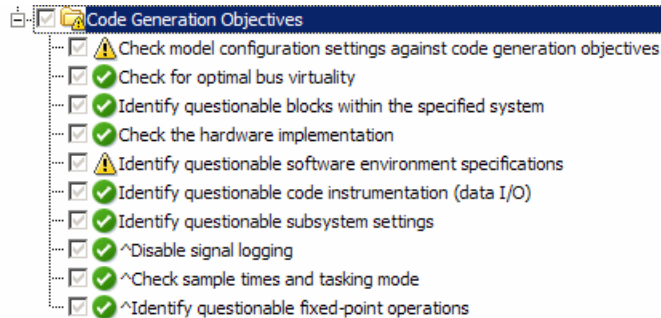 Code Generation Objectives
Check model configuration settings against code generation objectives
Check for optimal bus virtuality
Identify questionable blocks within the specified system
Check the hardware implementation
Identify questionable software environment specifications
Identify questionable code instrumentation (data I/O)
Identify questionable subsystem settings
^Disable signal logging
^Check sample times and tasking mode
^Identify questionable fixed-point operations